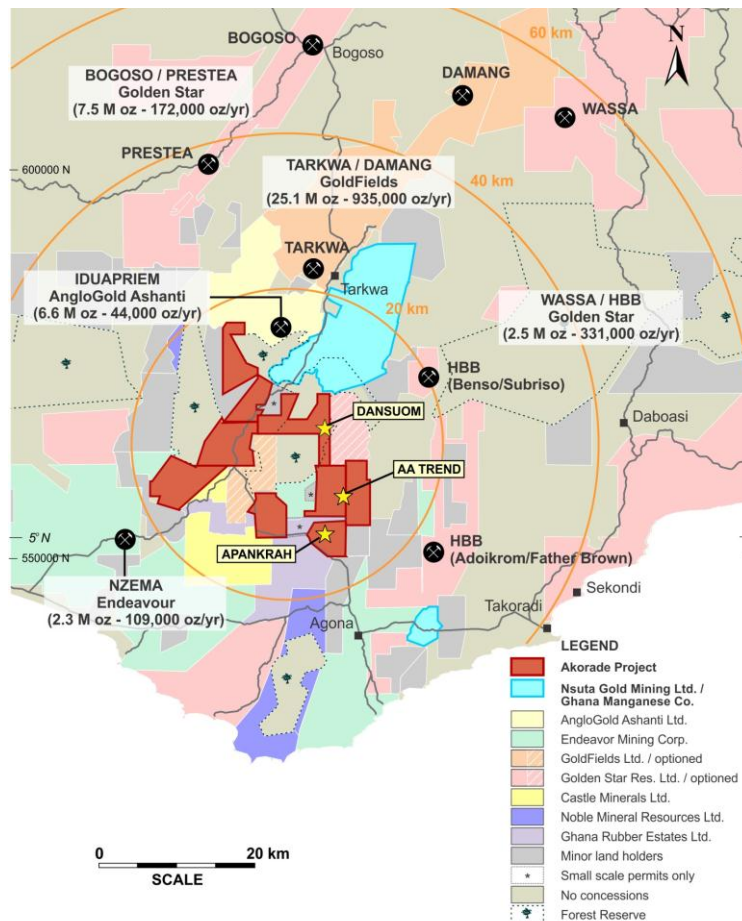 60 km
N
BOGOSO
Bogoso
BOGOSO / PRESTEA
Golden Star
(7.5 M oz - 172,000 oz/yr)
DAMANG
WASSA
PRESTEA
600000 N
TARKWA / DAMANG
GoldFields
(25.1 M oz - 935,000 oz/yr)
40 km
TARKWA
Tarkwa
IDUAPRIEM
AngloGold Ashanti
(6.6 M oz - 44,000 oz/yr)
20 km
WASSA / HBB
Golden Star
(2.5 M oz - 331,000 oz/yr)
HBB
(Benso/Subriso)
*
DANSUOM
Daboasi
AA TREND
*
*
APANKRAH
5° N
550000 N
HBB
(Adoikrom/Father Brown)
NZEMA
Endeavour
(2.3 M oz - 109,000 oz/yr)
Sekondi
Takoradi
Agona
LEGEND
Akorade Project
Nsuta Gold Mining Ltd. /
Ghana Manganese Co.
AngloGold Ashanti Ltd.
Endeavor Mining Corp.
GoldFields Ltd. / optioned
Golden Star Res. Ltd. / optioned
Castle Minerals Ltd.
Noble Mineral Resources Ltd.
Ghana Rubber Estates Ltd.
Minor land holders
* Small scale permits only
No concessions
Forest Reserve
0 20 km
SCALE